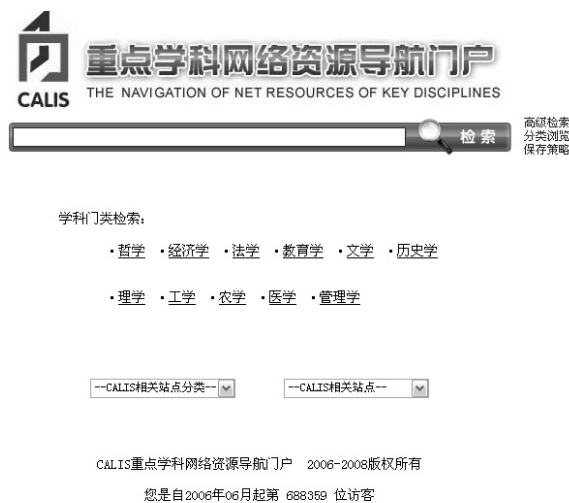 重点学科网络资源导航门户
CALIS
THE NAVIGATION OF NET RESOURCES OF KEY DISCIPLINES
检索
高级检索
分类浏览
保存策略
学科门类检索：
·哲学 ·经济学 ·法学 ·教育学 ·文学 ·历史学
·理学 ·工学 ·农学 ·医学 ·管理学
--CALIS相关站点分类-- --CALIS相关站点--
CALIS重点学科网络资源导航门户 2006-2008版权所有
您是自2006年06月起第 688359 位访客